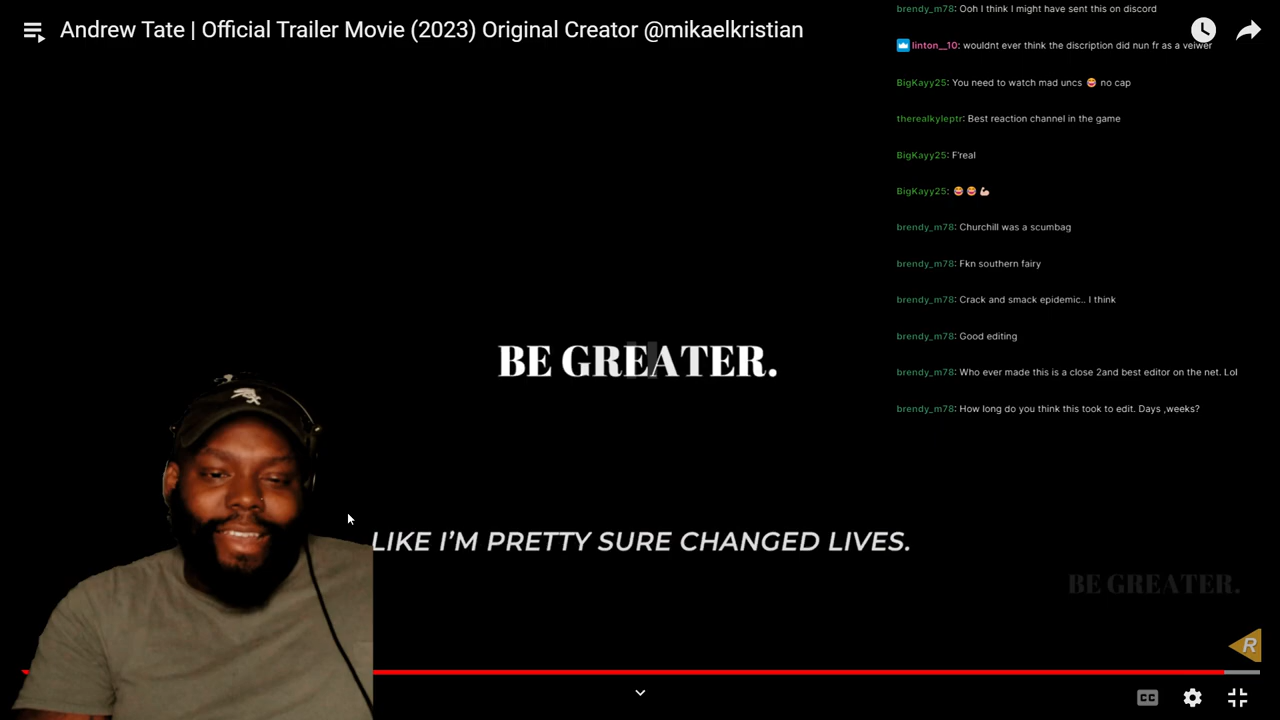 Andrew Tate | Official Trailer Movie (2023) Original Creator @mikaelkristian
brendy_m78: Ooh I think I might have sent this on discord
linton__10: wouldnt ever think the discription did nun fr as a veiwer
BigKayy25: You need to watch mad uncs 😂 no cap
therealkyleptr: Best reaction channel in the game
BigKayy25: F'real
BigKayy25: 😂 😂 💪🏻
brendy_m78: Churchill was a scumbag
brendy_m78: Fkn southern fairy
brendy_m78: Crack and smack epidemic.. I think
brendy_m78: Good editing
brendy_m78: Who ever made this is a close 2and best editor on the net. Lol
brendy_m78: How long do you think this took to edit. Days ,weeks?
BE GREATER.
LIKE I'M PRETTY SURE CHANGED LIVES.
BE GREATER.
R
CC